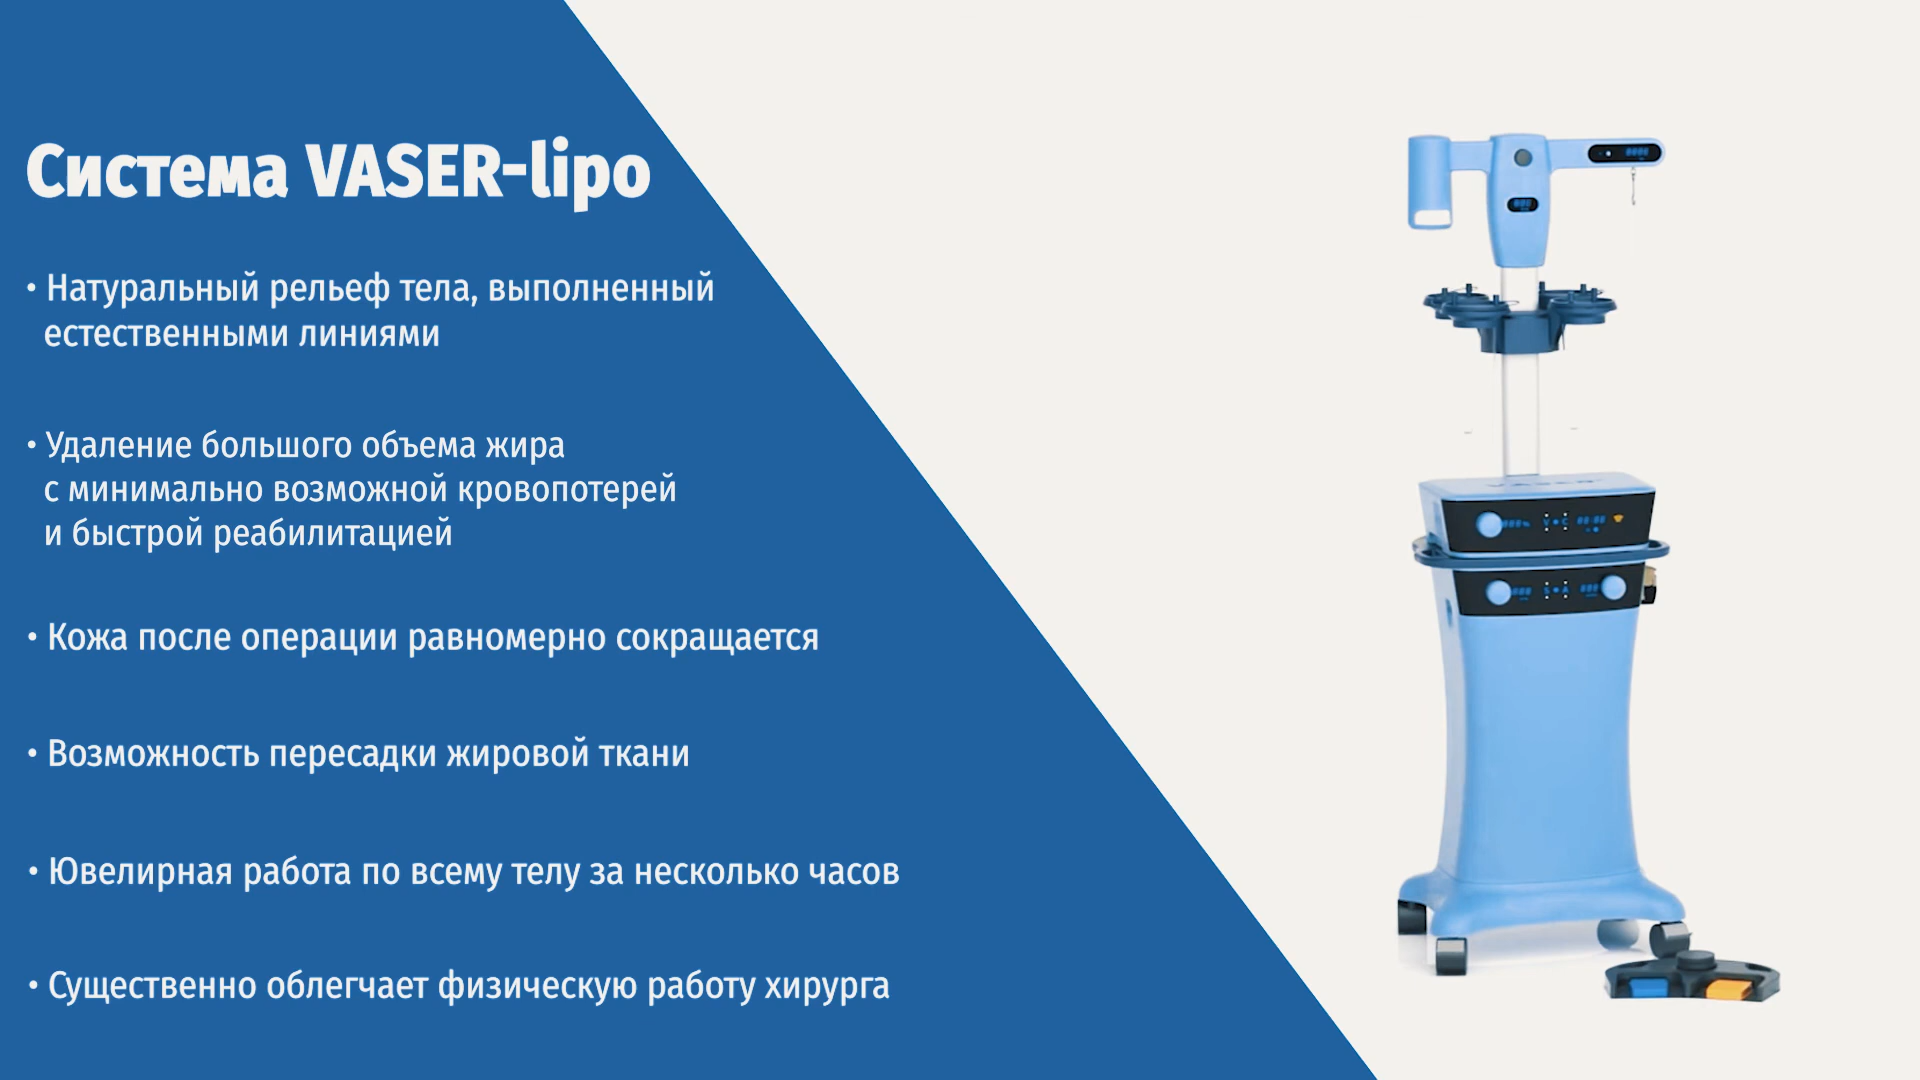 Система VASER-lipo
• Натуральный рельеф тела, выполненный
естественными линиями
• Удаление большого объема жира
с минимально возможной кровопотерей
и быстрой реабилитацией
• Кожа после операции равномерно сокращается
• Возможность пересадки жировой ткани
• Ювелирная работа по всему телу за несколько часов
• Существенно облегчает физическую работу хирурга